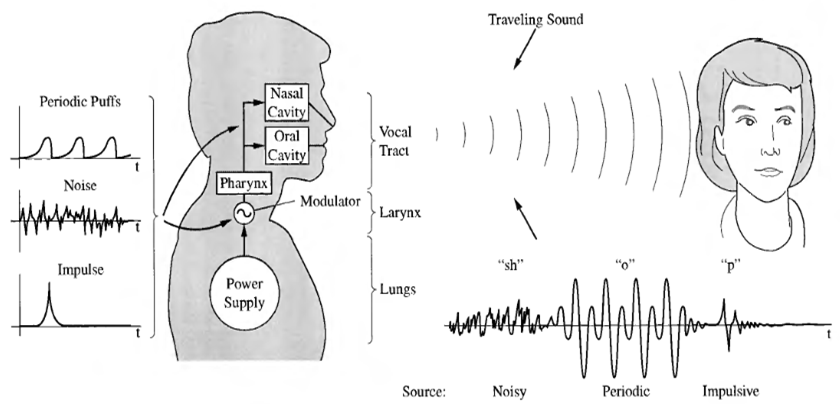 Traveling Sound
Periodic Puffs
t
Noise
t
Impulse
t
Nasal
Cavity
Oral
Cavity
Pharynx
Modulator
Power
Supply
Vocal
Tract
Larynx
Lungs
“sh” “o” “p”
t
Source: Noisy Periodic Impulsive